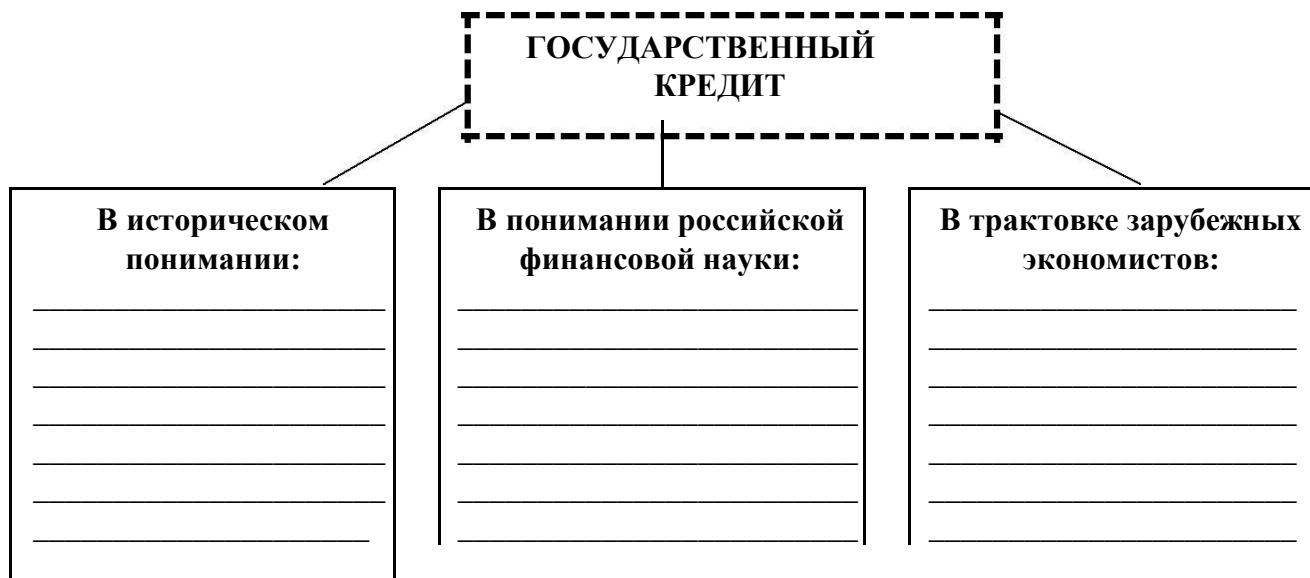 ГОСУДАРСТВЕННЫЙ
КРЕДИТ
В историческом
понимании:
В понимании российской
финансовой науки:
В трактовке зарубежных
экономистов: